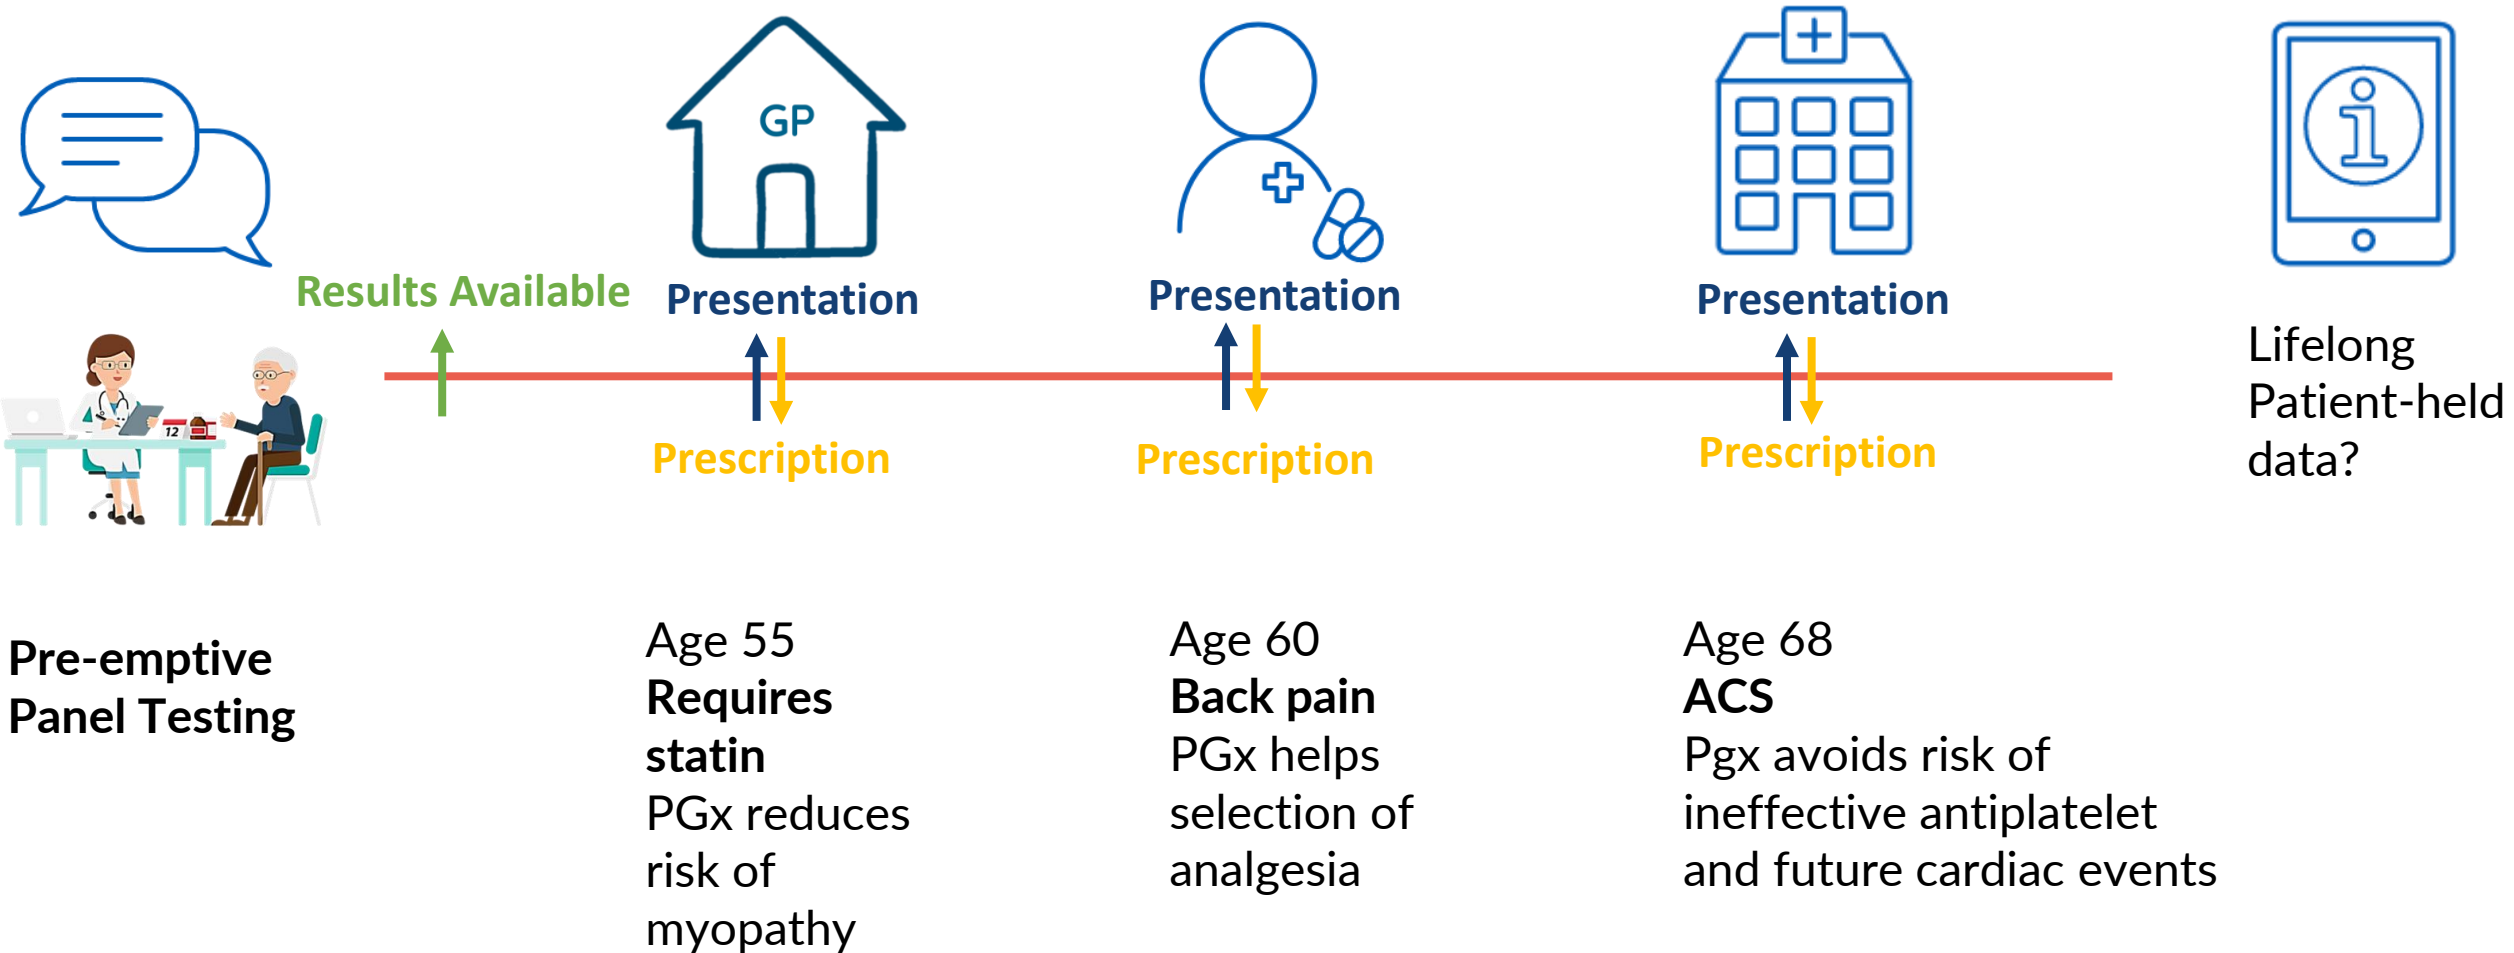 GP
Results Available
Presentation
Presentation
Presentation
12
Prescription
Prescription
Prescription
Lifelong
Patient-held
data?
Pre-emptive
Panel Testing
Age 55
Requires
statin
PGx reduces
risk of
myopathy
Age 60
Back pain
PGx helps
selection of
analgesia
Age 68
ACS
Pgx avoids risk of
ineffective antiplatelet
and future cardiac events